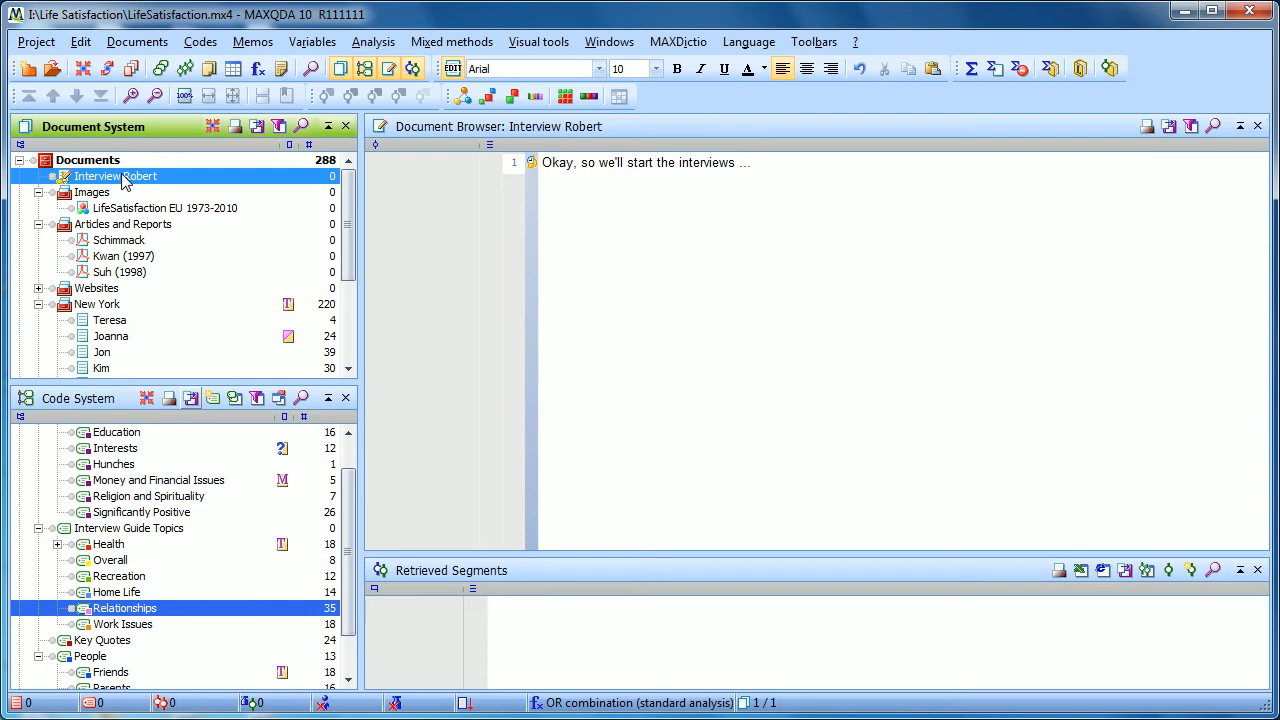 I:\Life Satisfaction\LifeSatisfaction.mx4 - MAXQDA 10 R111111
Project Edit Documents Codes Memos Variables Analysis Mixed methods Visual tools Windows MAXDictio Language Toolbars ?
EDIT Arial 10 B I U A
100%
Document System
Documents 288
Interview Robert 0
Images 0
LifeSatisfaction EU 1973-2010 0
Articles and Reports 0
Schimmack 0
Kwan (1997) 0
Suh (1998) 0
Websites 0
New York T 220
Teresa 4
Joanna 24
Jon 39
Kim 30
Document Browser: Interview Robert
1 Okay, so we'll start the interviews ...
Code System
Education 16
Interests ? 12
Hunches 1
Money and Financial Issues M 5
Religion and Spirituality 7
Significantly Positive 26
Interview Guide Topics 0
Health T 18
Overall 8
Recreation 12
Home Life 14
Relationships 35
Work Issues 18
Key Quotes 24
People 13
Friends T 18
Parents
Retrieved Segments
0 0 0 0 OR combination (standard analysis) 1 / 1